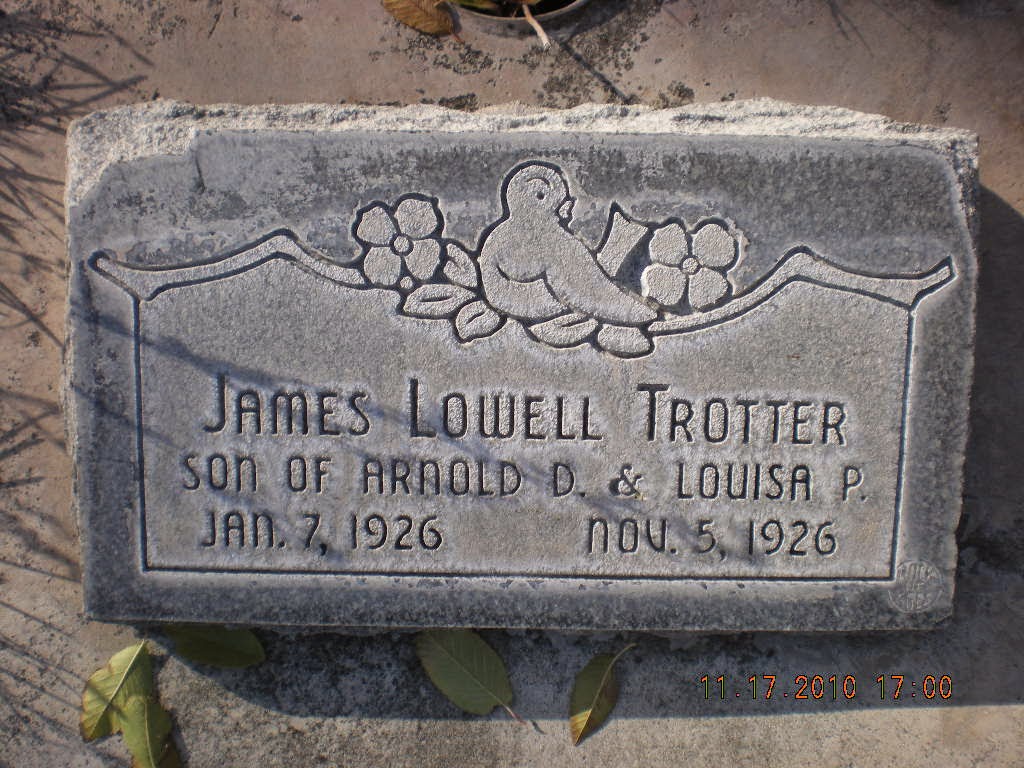 James Lowell Trotter
Son of Arnold D. & Louisa P.
Jan. 7, 1926 Nov. 5, 1926
11.17.2010 17:00